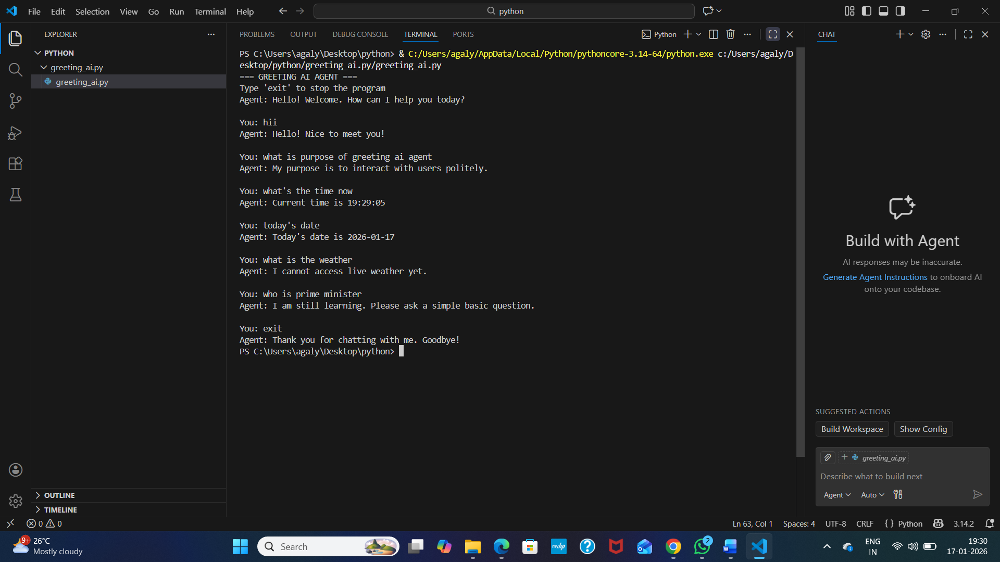 File Edit Selection View Go Run Terminal Help
python
EXPLORER
PYTHON
greeting_ai.py
greeting_ai.py
OUTLINE
TIMELINE
PROBLEMS OUTPUT DEBUG CONSOLE TERMINAL PORTS
Python
PS C:\Users\agaly\Desktop\python> & C:/Users/agaly/AppData/Local/Python/pythoncore-3.14-64/python.exe c:/Users/agaly/D
esktop/python/greeting_ai.py/greeting_ai.py
=== GREETING AI AGENT ===
Type 'exit' to stop the program
Agent: Hello! Welcome. How can I help you today?
You: hii
Agent: Hello! Nice to meet you!
You: what is purpose of greeting ai agent
Agent: My purpose is to interact with users politely.
You: what's the time now
Agent: Current time is 19:29:05
You: today's date
Agent: Today's date is 2026-01-17
You: what is the weather
Agent: I cannot access live weather yet.
You: who is prime minister
Agent: I am still learning. Please ask a simple basic question.
You: exit
Agent: Thank you for chatting with me. Goodbye!
PS C:\Users\agaly\Desktop\python>
CHAT
Build with Agent
AI responses may be inaccurate.
Generate Agent Instructions to onboard AI
onto your codebase.
SUGGESTED ACTIONS
Build Workspace Show Config
greeting_ai.py
Describe what to build next
Agent Auto
0 0
Ln 63, Col 1 Spaces: 4 UTF-8 CRLF {} Python 3.14.2
9+
26°C
Mostly cloudy
Search
myhp
2
W
ENG
IN
19:30
17-01-2026